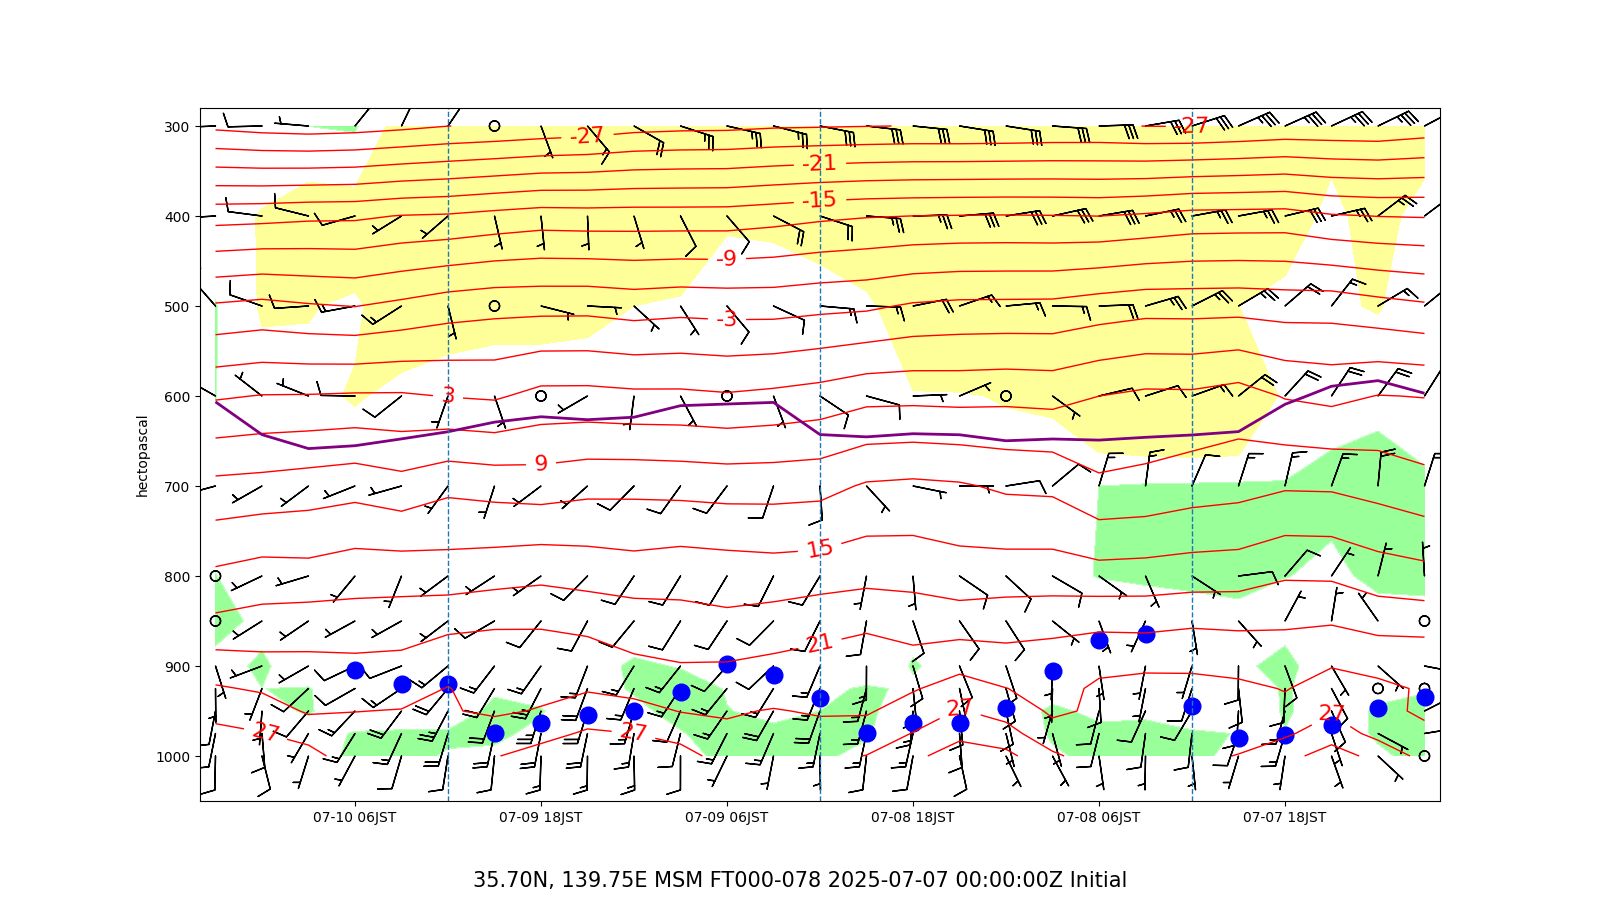 300
400
500
600
700
800
900
1000
hectopascal
-27
-27
-21
-15
-9
-3
3
9
15
21
27
27
27
27
07-10 06JST
07-09 18JST
07-09 06JST
07-08 18JST
07-08 06JST
07-07 18JST
35.70N, 139.75E MSM FT000-078 2025-07-07 00:00:00Z Initial